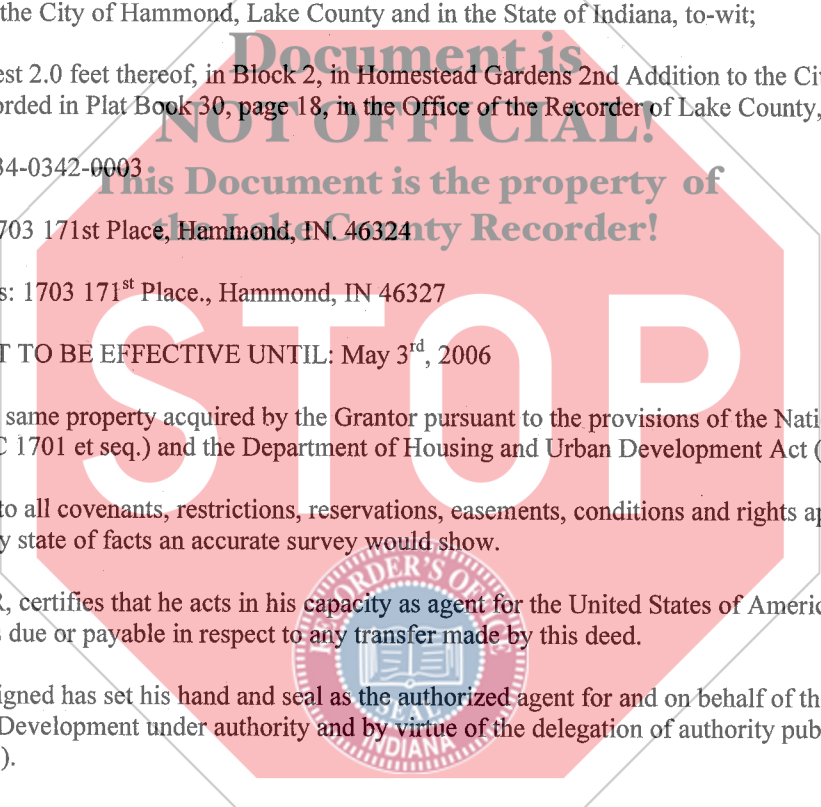 the City of Hammond, Lake County and in the State of Indiana, to-wit;
Document is
est 2.0 feet thereof, in Block 2, in Homestead Gardens 2nd Addition to the Ci
orded in Plat Book 30, page 18, in the Office of the Recorder of Lake County,
NOT OFFICIAL!
34-0342-0003
This Document is the property of
703 171st Place, Hammond, IN. 46324
the Lake County Recorder!
s: 1703 171st Place., Hammond, IN 46327
STOP
T TO BE EFFECTIVE UNTIL: May 3rd, 2006
same property acquired by the Grantor pursuant to the provisions of the Nati
C 1701 et seq.) and the Department of Housing and Urban Development Act (
to all covenants, restrictions, reservations, easements, conditions and rights ap
y state of facts an accurate survey would show.
RECORDER'S OFFICE
R, certifies that he acts in his capacity as agent for the United States of Americ
s due or payable in respect to any transfer made by this deed.
igned has set his hand and seal as the authorized agent for and on behalf of th
SEAL
Development under authority and by virtue of the delegation of authority pub
INDIANA
).